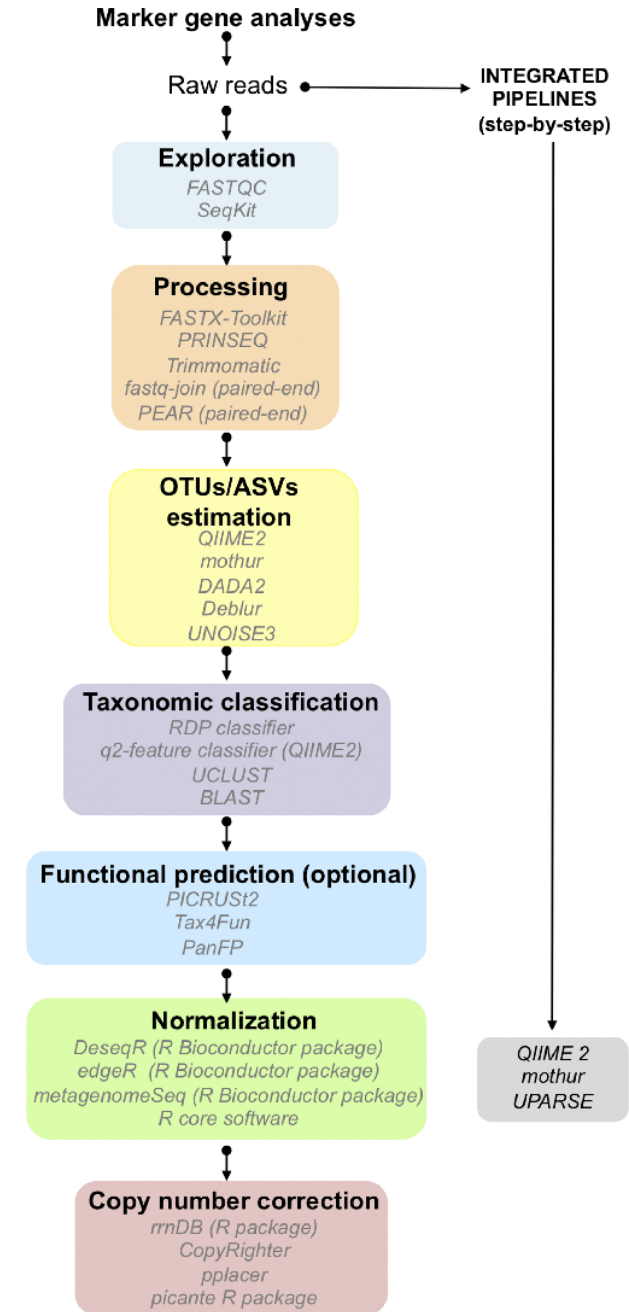 Marker gene analyses
Raw reads
INTEGRATED
PIPELINES
(step-by-step)
Exploration
FASTQC
SeqKit
Processing
FASTX-Toolkit
PRINSEQ
Trimmomatic
fastq-join (paired-end)
PEAR (paired-end)
OTUs/ASVs
estimation
QIIME2
mothur
DADA2
Deblur
UNOISE3
Taxonomic classification
RDP classifier
q2-feature classifier (QIIME2)
UCLUST
BLAST
Functional prediction (optional)
PICRUSt2
Tax4Fun
PanFP
Normalization
DeseqR (R Bioconductor package)
edgeR (R Bioconductor package)
metagenomeSeq (R Bioconductor package)
R core software
QIIME 2
mothur
UPARSE
Copy number correction
rrnDB (R package)
CopyRighter
pplacer
picante R package